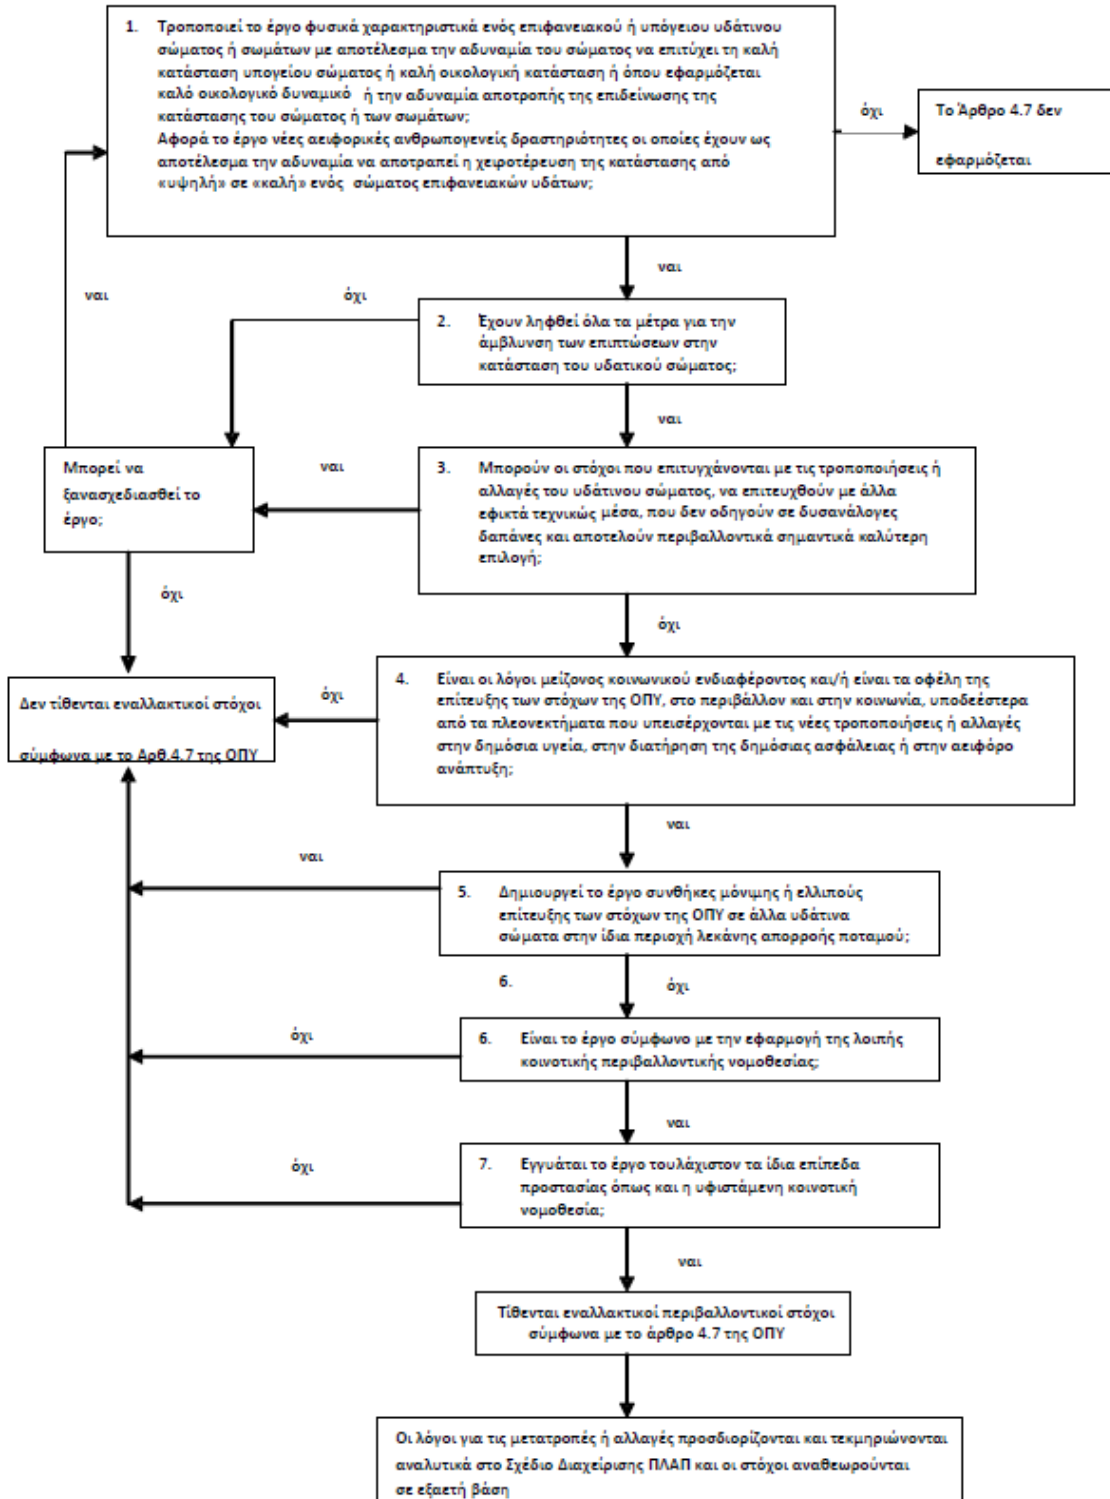 1. Τροποποιεί το έργο φυσικά χαρακτηριστικά ενός επιφανειακού ή υπόγειου υδάτινου
σώματος ή σωμάτων με αποτέλεσμα την αδυναμία του σώματος να επιτύχει τη καλή
κατάσταση υπογείου σώματος ή καλή οικολογική κατάσταση ή όπου εφαρμόζεται
καλό οικολογικό δυναμικό ή την αδυναμία αποτροπής της επιδείνωσης της
κατάστασης του σώματος ή των σωμάτων;
Αφορά το έργο νέές αειφορικές ανθρωπογενείς δραστηριότητες οι οποίες έχουν ως
αποτέλεσμα την αδυναμία να αποτραπεί η χειροτέρευση της κατάστασης από
«υψηλή» σε «καλή» ενός σώματος επιφανειακών υδάτων;
όχι
Το Άρθρο 4.7 δεν
εφαρμόζεται
ναι
ναι
όχι
2. Έχουν ληφθεί όλα τα μέτρα για την
άμβλυνση των επιπτώσεων στην
κατάσταση του υδατικού σώματος;
ναι
Μπορεί να
ξανασχεδιασθεί το
έργο;
ναι
3. Μπορούν οι στόχοι που επιτυγχάνονται με τις τροποποιήσεις ή
αλλαγές του υδάτινου σώματος, να επιτευχθούν με άλλα
εφικτά τεχνικώς μέσα, που δεν οδηγούν σε δυσανάλογες
δαπάνες και αποτελούν περιβαλλοντικά σημαντικά καλύτερη
επιλογή;
όχι
όχι
Δεν τίθενται εναλλακτικοί στόχοι
σύμφωνα με το Αρθ.4.7 της ΟΠΥ
όχι
4. Είναι οι λόγοι μείζονος κοινωνικού ενδιαφέροντος και/ή είναι τα οφέλη της
επίτευξης των στόχων της ΟΠΥ, στο περιβάλλον και στην κοινωνία, υποδεέστερα
από τα πλεονεκτήματα που υπεισέρχονται με τις νέες τροποποιήσεις ή αλλαγές
στην δημόσια υγεία, στην διατήρηση της δημόσιας ασφάλειας ή στην αειφόρο
ανάπτυξη;
ναι
ναι
5. Δημιουργεί το έργο συνθήκες μόνιμης ή ελλιπούς
επίτευξης των στόχων της ΟΠΥ σε άλλα υδάτινα
σώματα στην ίδια περιοχή λεκάνης απορροής ποταμού;
6.
όχι
όχι
6. Είναι το έργο σύμφωνο με την εφαρμογή της λοιπής
κοινοτικής περιβαλλοντικής νομοθεσίας;
ναι
όχι
7. Εγγυάται το έργο τουλάχιστον τα ίδια επίπεδα
προστασίας όπως και η υφιστάμενη κοινοτική
νομοθεσία;
ναι
Τίθενται εναλλακτικοί περιβαλλοντικοί στόχοι
σύμφωνα με το άρθρο 4.7 της ΟΠΥ
Οι λόγοι για τις μετατροπές ή αλλαγές προσδιορίζονται και τεκμηριώνονται
αναλυτικά στο Σχέδιο Διαχείρισης ΠΛΑΠ και οι στόχοι αναθεωρούνται
σε εξαετή βάση